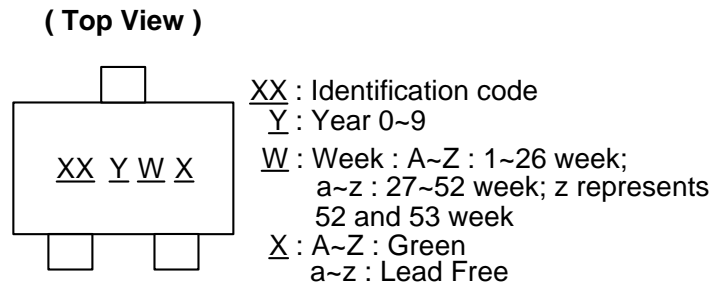 ( Top View )
XX Y W X
XX : Identification code
Y : Year 0~9
W : Week : A~Z : 1~26 week;
a~z : 27~52 week; z represents
52 and 53 week
X : A~Z : Green
a~z : Lead Free